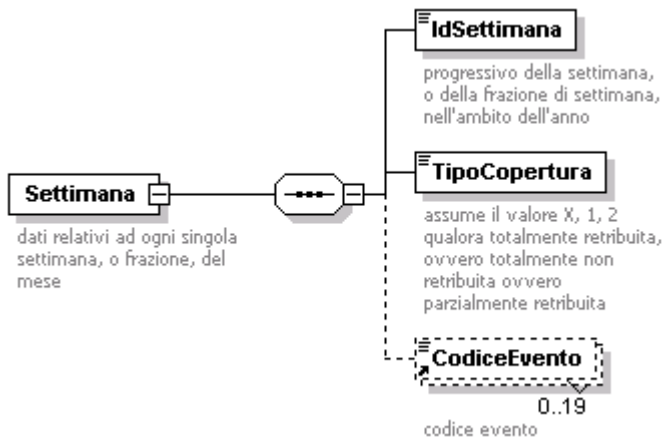 IdSettimana
progressivo della settimana,
o della frazione di settimana,
nell'ambito dell'anno
Settimana
dati relativi ad ogni singola
settimana, o frazione, del
mese
TipoCopertura
assume il valore X, 1, 2
qualora totalmente retribuita,
ovvero totalmente non
retribuita ovvero
parzialmente retribuita
CodiceEvento
0..19
codice evento